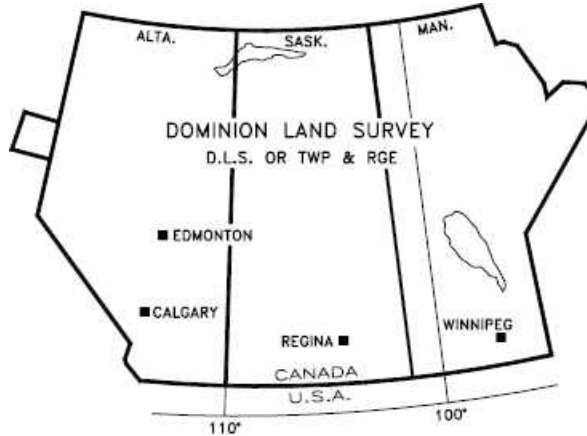 ALTA.
SASK.
MAN.
DOMINION LAND SURVEY
D.L.S. OR TWP & RGE
EDMONTON
CALGARY
REGINA
WINNIPEG
CANADA
U.S.A.
110°
100°